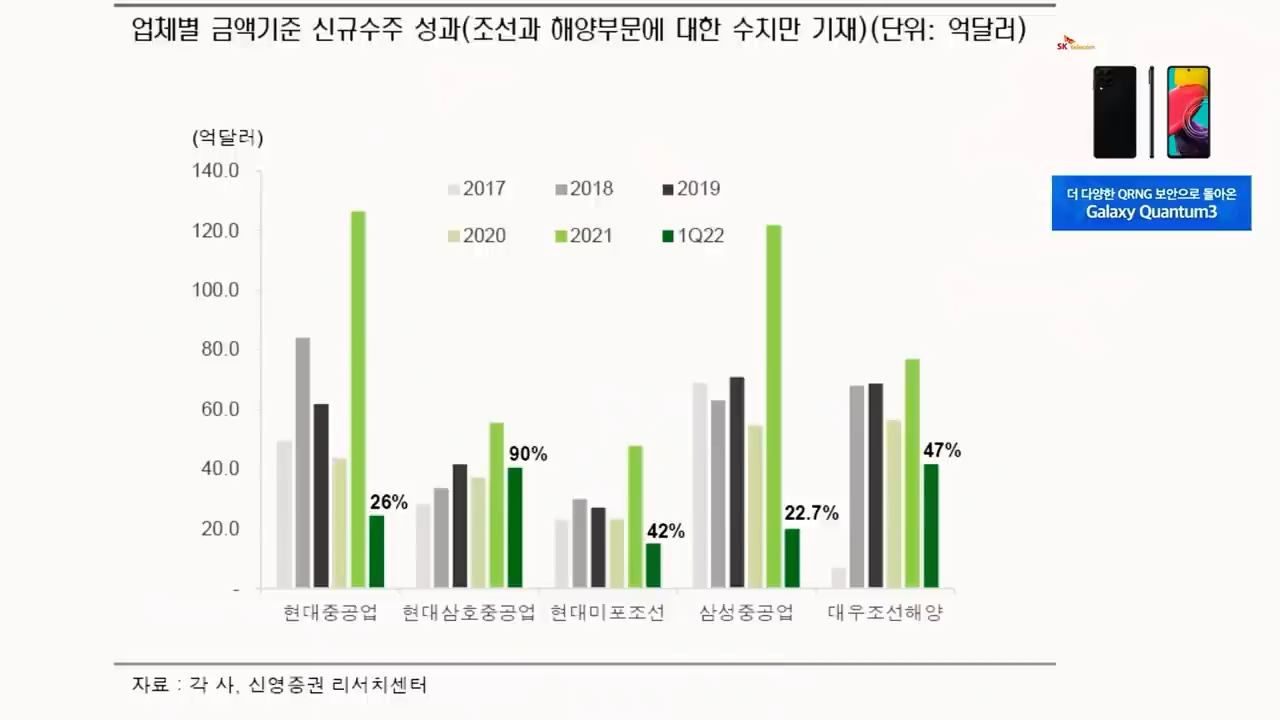 업체별 금액기준 신규수주 성과(조선과 해양부문에 대한 수치만 기재)(단위: 억달러)
SK telecom
더 다양한 QRNG 보안으로 돌아온
Galaxy Quantum3
(억달러)
140.0
120.0
100.0
80.0
60.0
40.0
20.0
-
2017 2018 2019
2020 2021 1Q22
26%
90%
42%
22.7%
47%
현대중공업 현대삼호중공업 현대미포조선 삼성중공업 대우조선해양
자료 : 각 사, 신영증권 리서치센터